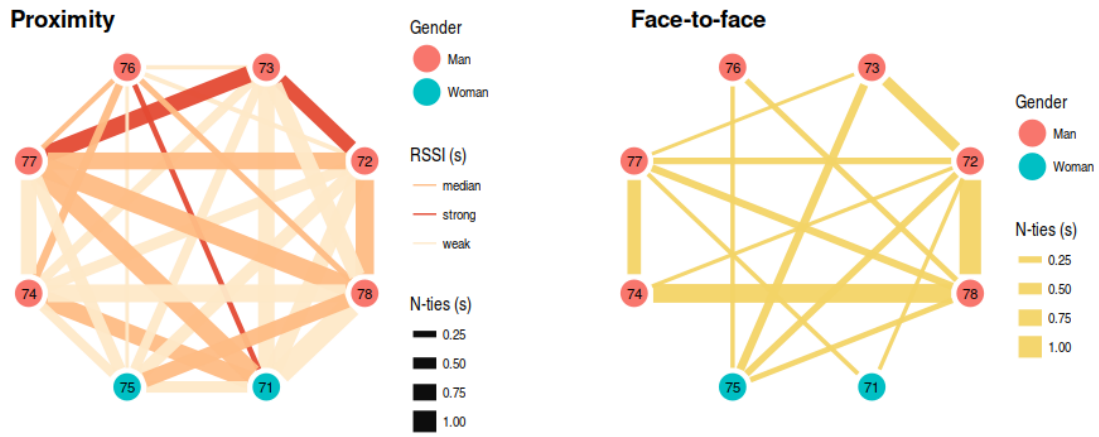 Proximity
76
73
77
72
74
78
75
71
Gender
Man
Woman
RSSI (s)
median
strong
weak
N-ties (s)
0.25
0.50
0.75
1.00
Face-to-face
76
73
77
72
74
78
75
71
Gender
Man
Woman
N-ties (s)
0.25
0.50
0.75
1.00